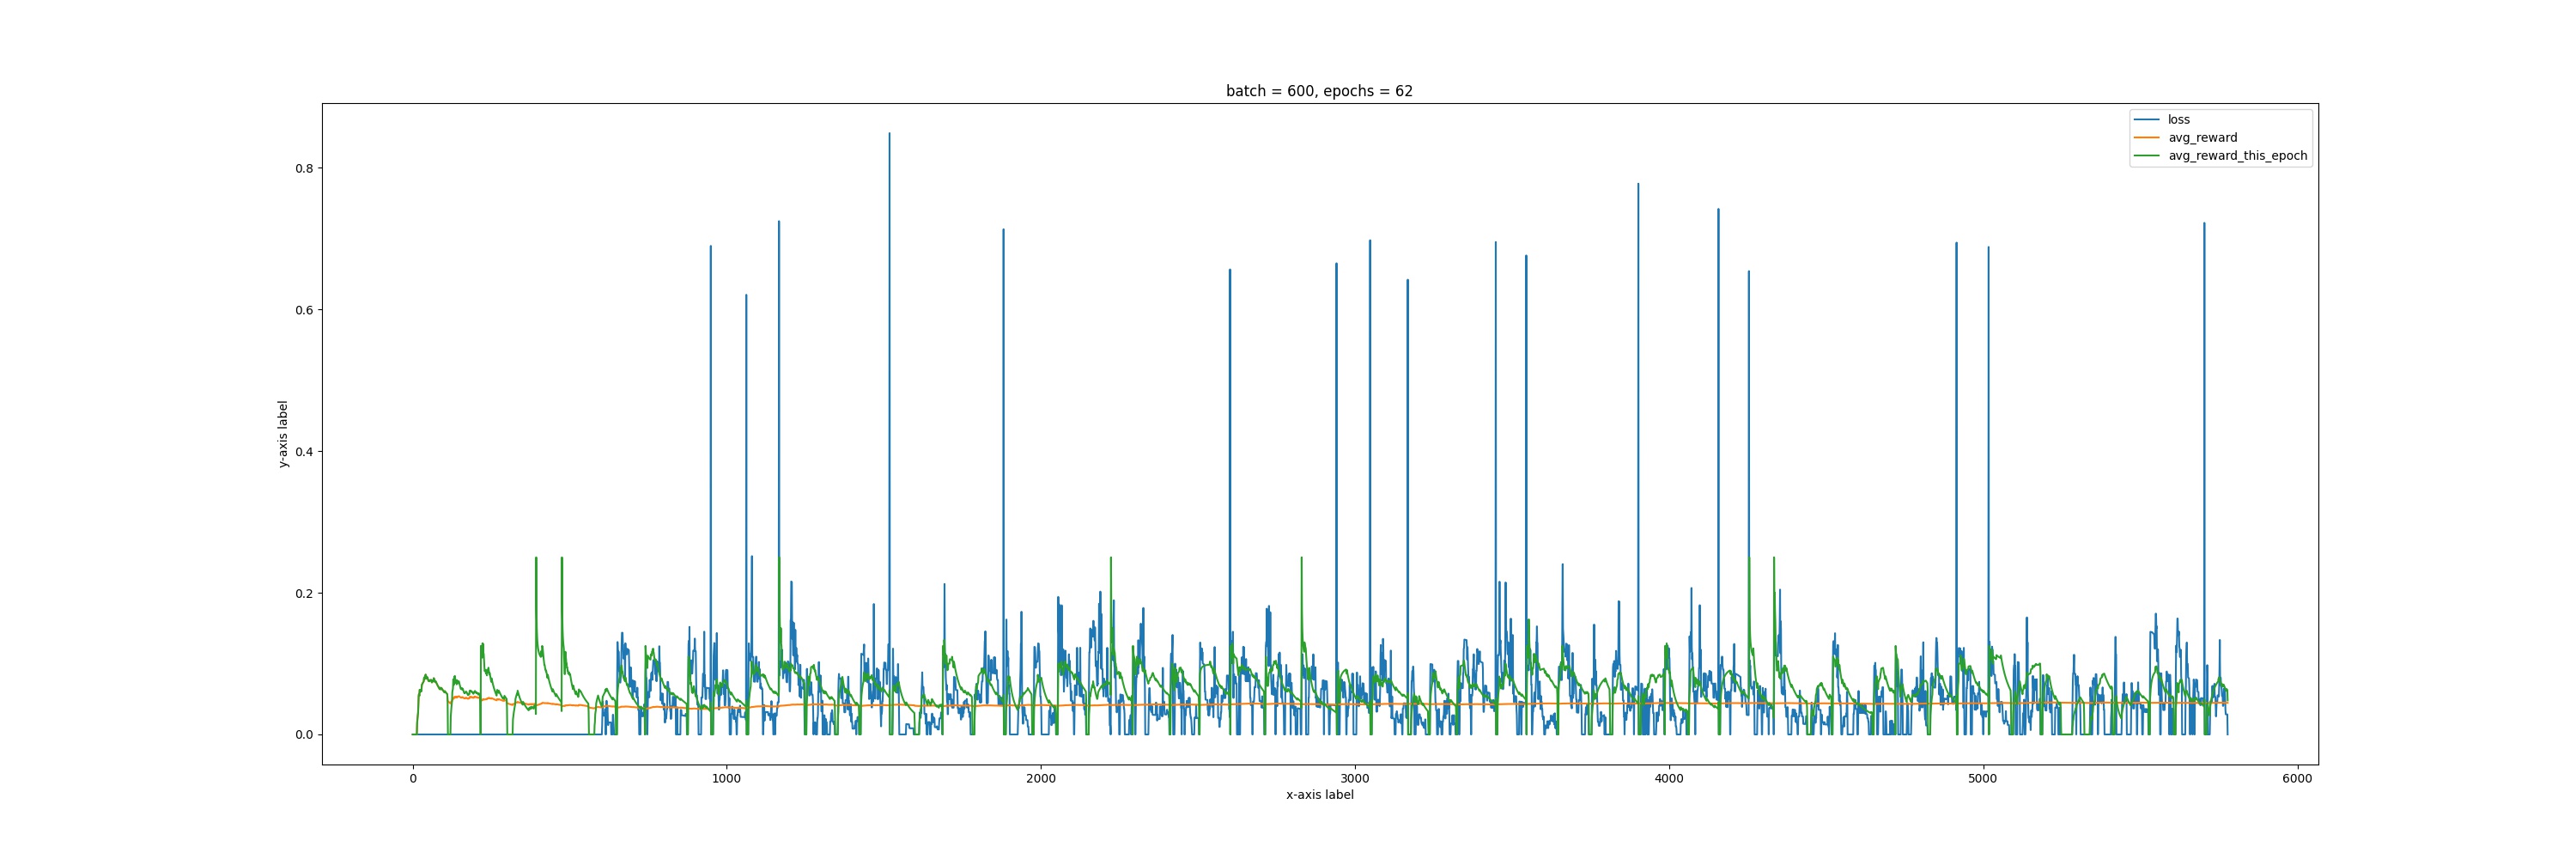 batch = 600, epochs = 62
loss
avg_reward
avg_reward_this_epoch
0.8
0.6
0.4
0.2
0.0
y-axis label
0 1000 2000 3000 4000 5000 6000
x-axis label